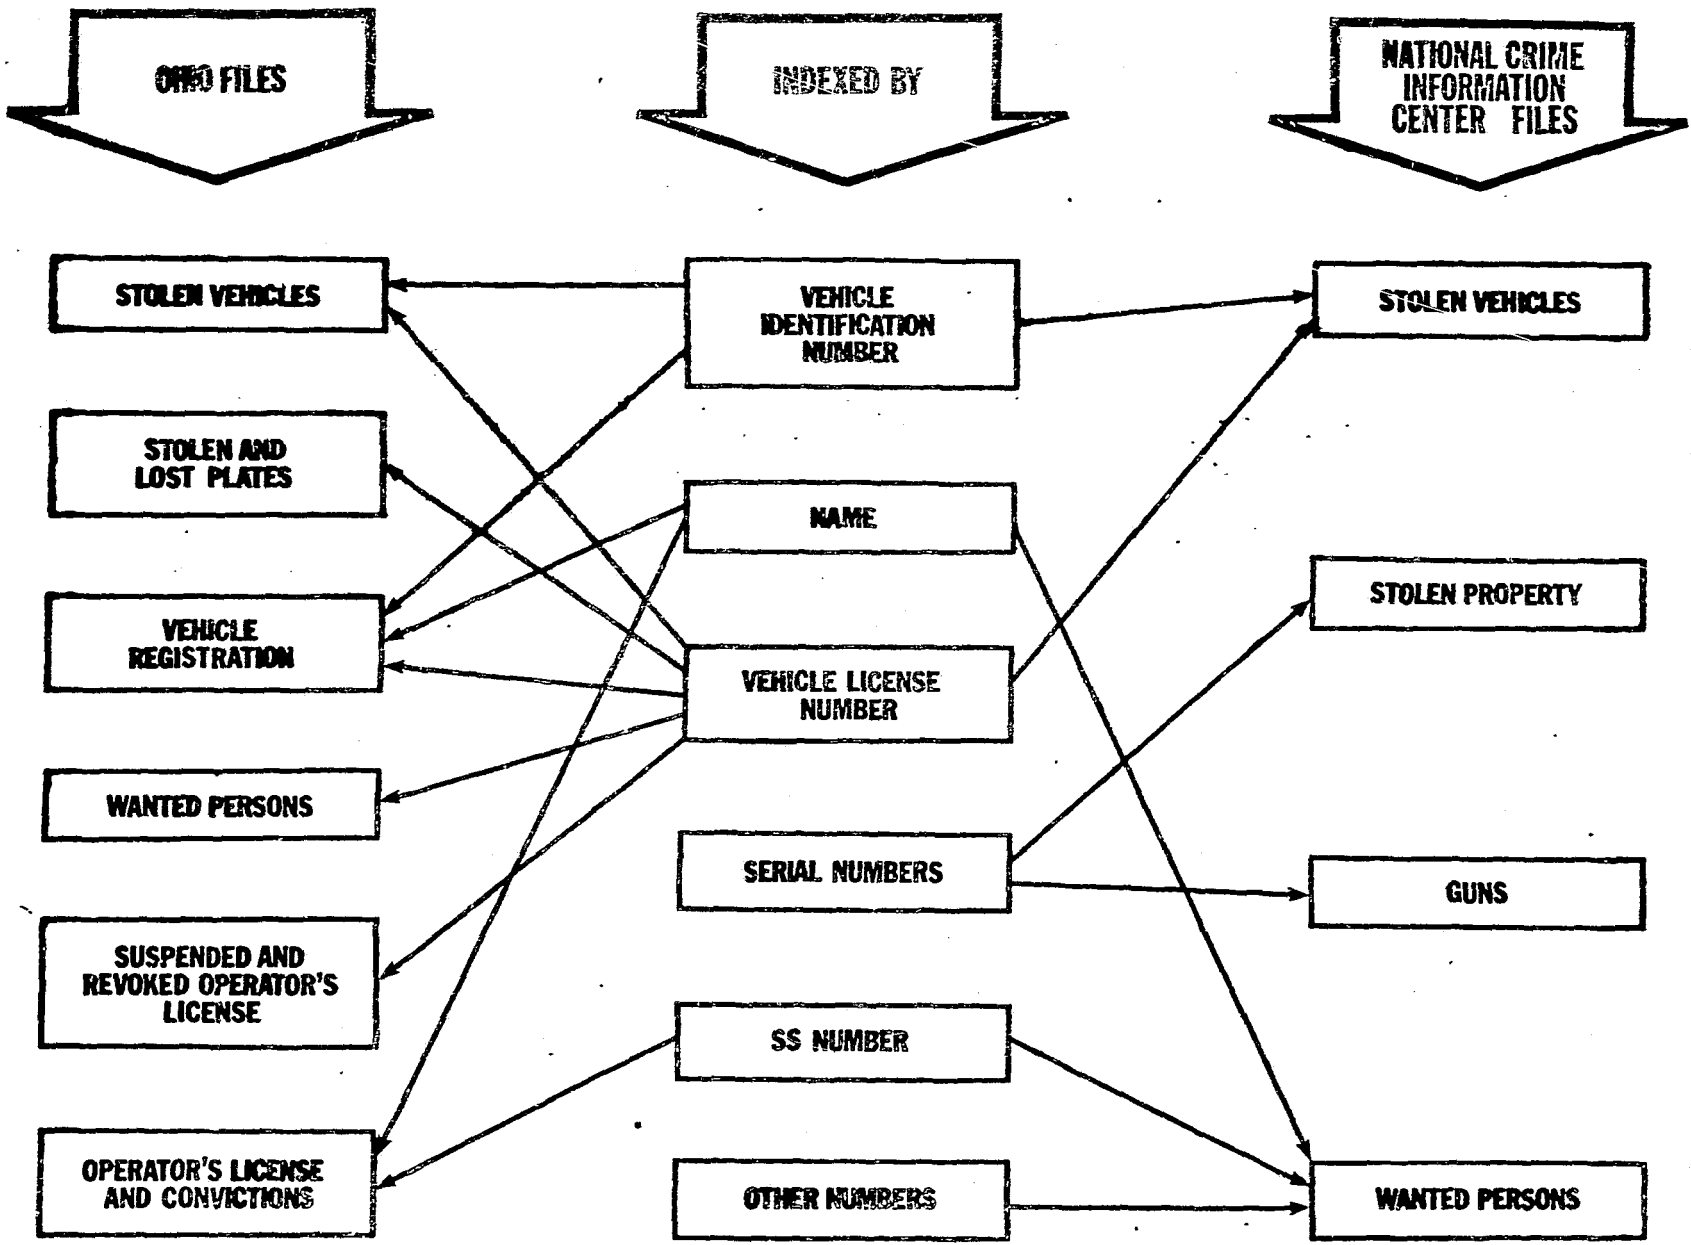 OHIO FILES
INDEXED BY
NATIONAL CRIME
INFORMATION
CENTER FILES
STOLEN VEHICLES
STOLEN AND
LOST PLATES
VEHICLE
REGISTRATION
WANTED PERSONS
SUSPENDED AND
REVOKED OPERATOR'S
LICENSE
OPERATOR'S LICENSE
AND CONVICTIONS
VEHICLE
IDENTIFICATION
NUMBER
NAME
VEHICLE LICENSE
NUMBER
SERIAL NUMBERS
SS NUMBER
OTHER NUMBERS
STOLEN VEHICLES
STOLEN PROPERTY
GUNS
WANTED PERSONS